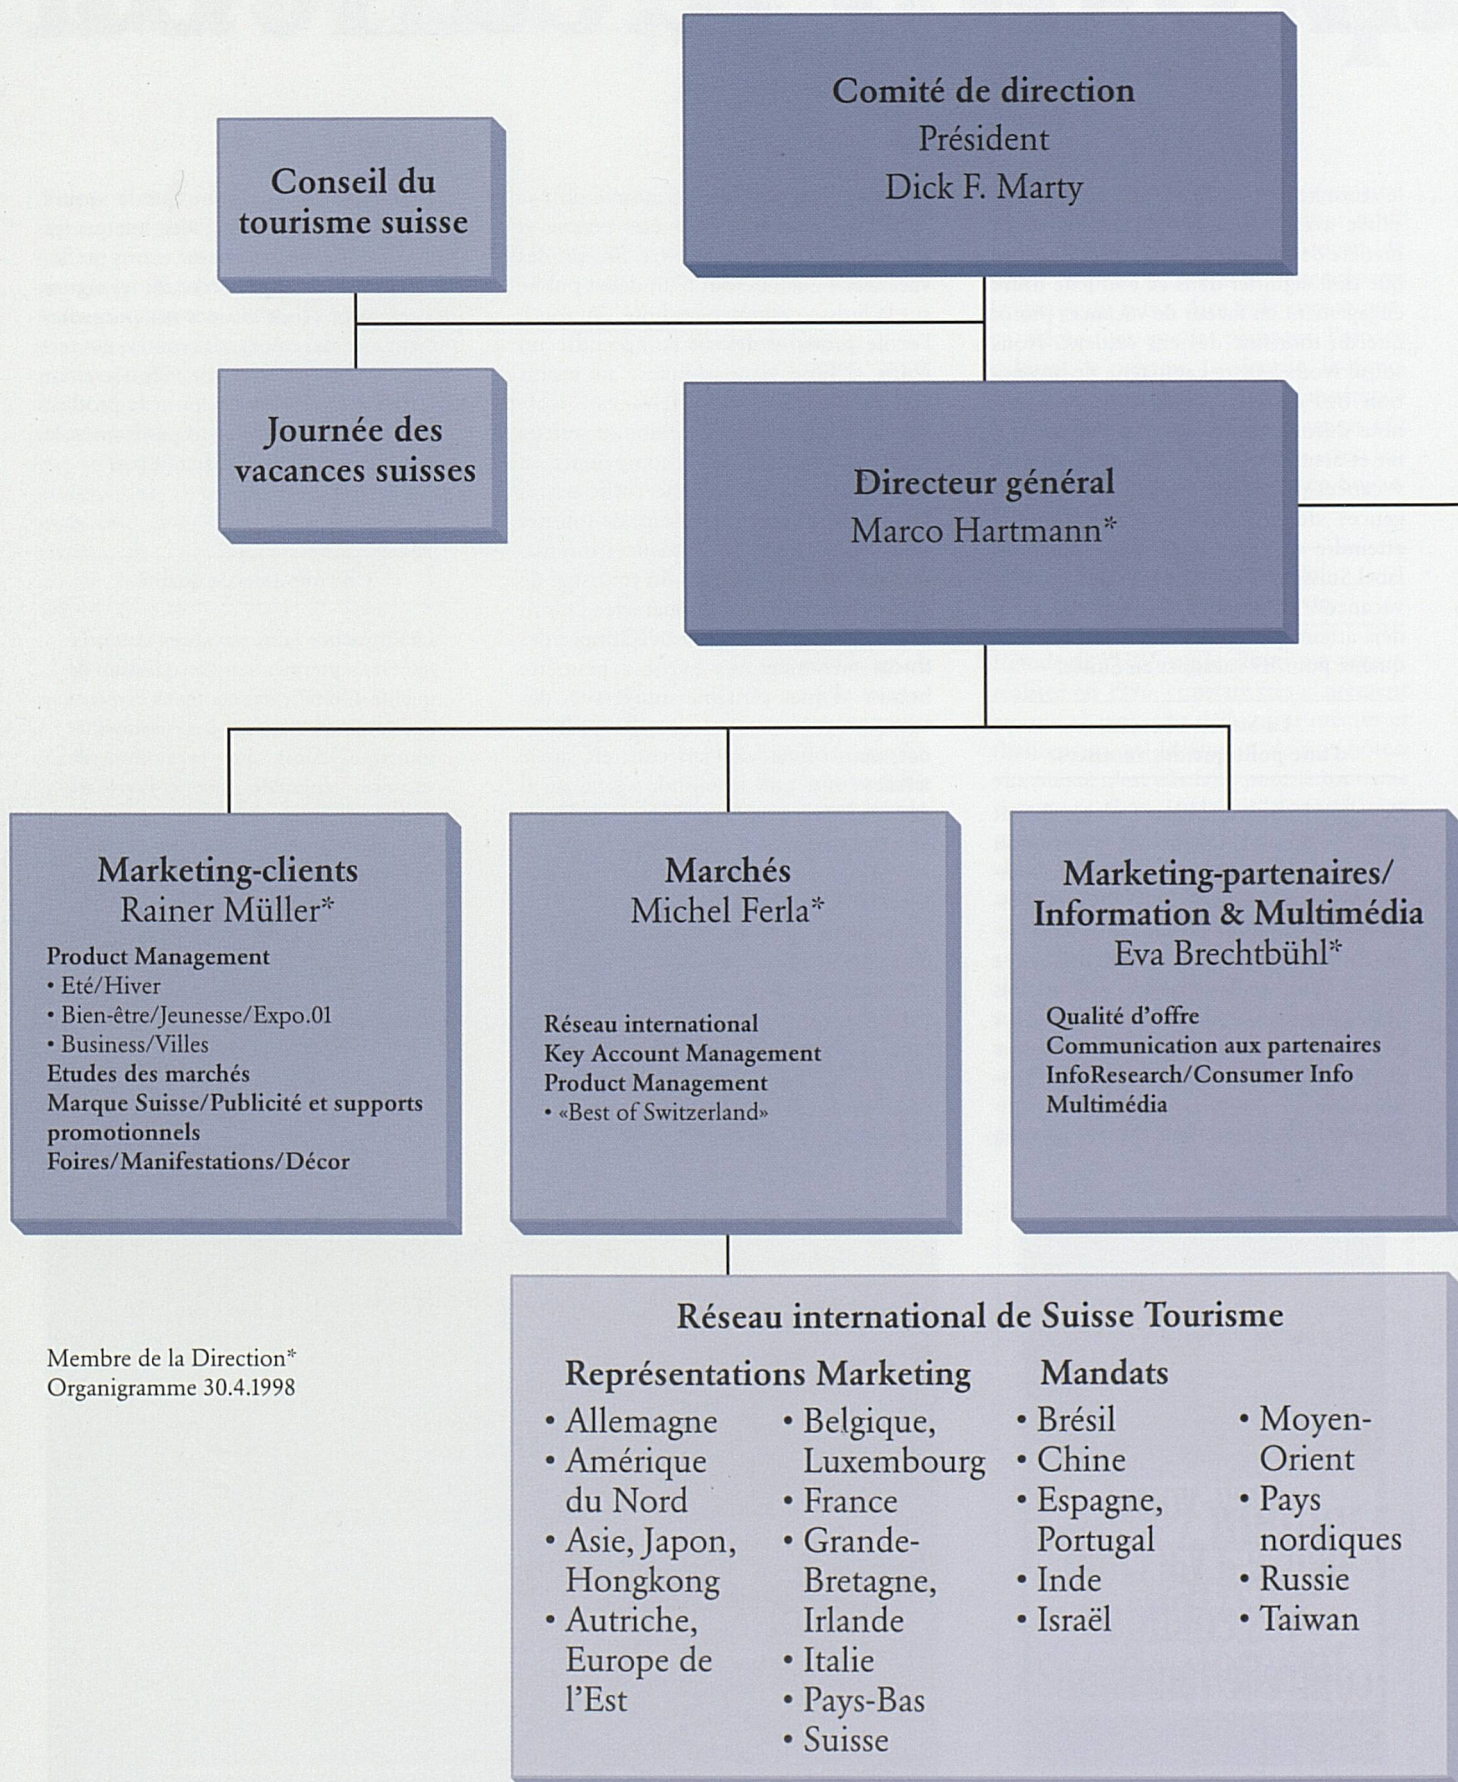 Comité de direction
Président
Dick F. Marty
Conseil du
tourisme suisse
Journée des
vacances suisses
Directeur général
Marco Hartmann*
Marketing-clients
Rainer Müller*
Product Management
• Eté/Hiver
• Bien-être/Jeunesse/Expo.01
• Business/Villes
Etudes des marchés
Marque Suisse/Publicité et supports
promotionnels
Foires/Manifestations/Décor
Marchés
Michel Ferla*
Réseau international
Key Account Management
Product Management
• «Best of Switzerland»
Marketing-partenaires/
Information & Multimédia
Eva Brechtbühl*
Qualité d'offre
Communication aux partenaires
InfoResearch/Consumer Info
Multimédia
Membre de la Direction*
Organigramme 30.4.1998
Réseau international de Suisse Tourisme
Représentations Marketing
• Allemagne
• Amérique
du Nord
• Asie, Japon,
Hongkong
• Autriche,
Europe de
l'Est
• Belgique,
Luxembourg
• France
• Grande-
Bretagne,
Irlande
• Italie
• Pays-Bas
• Suisse
Mandats
• Brésil
• Chine
• Espagne,
Portugal
• Inde
• Israël
• Moyen-
Orient
• Pays
nordiques
• Russie
• Taiwan